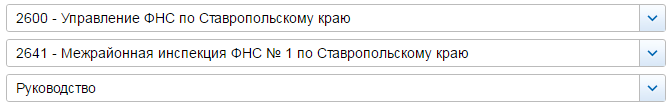 2600 - Управление ФНС по Ставропольскому краю
2641 - Межрайонная инспекция ФНС № 1 по Ставропольскому краю
Руководство